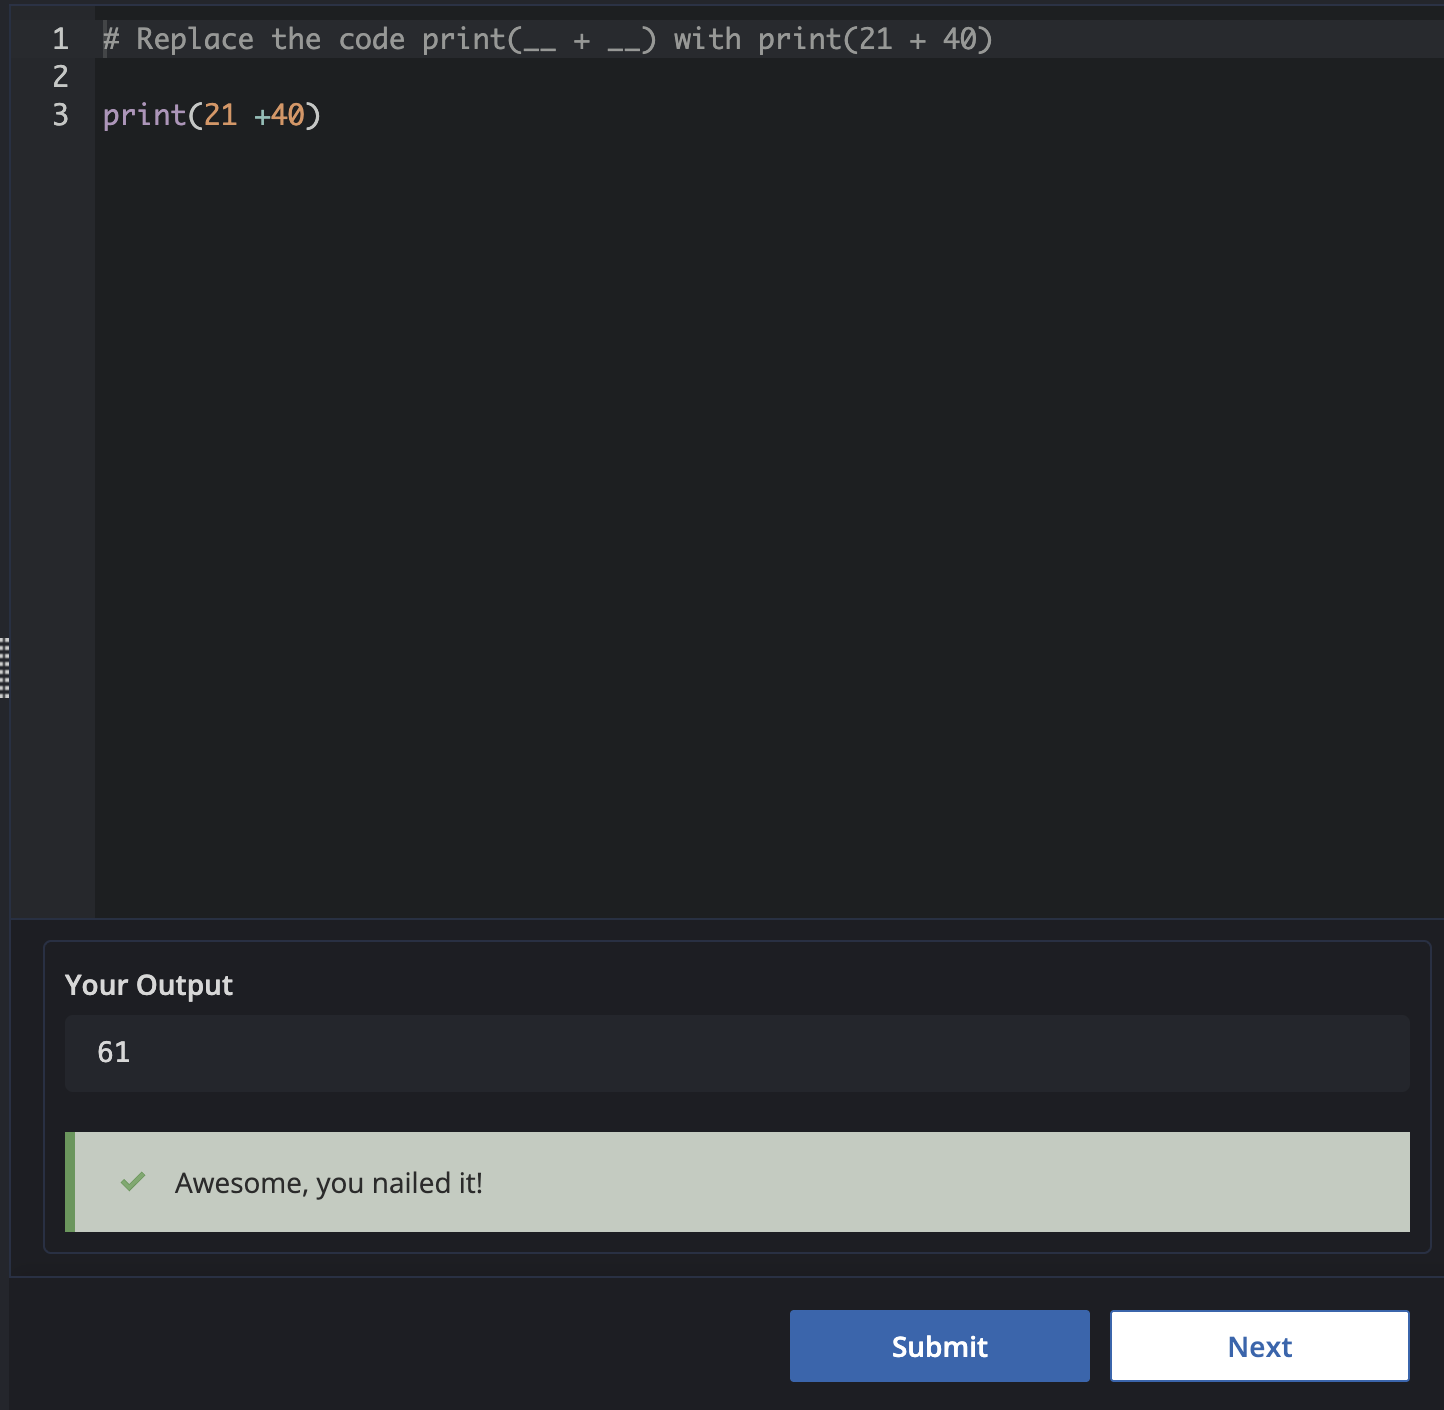 1 # Replace the code print(__ + __) with print(21 + 40)
2
3 print(21 +40)
Your Output
61
Awesome, you nailed it!
Submit Next